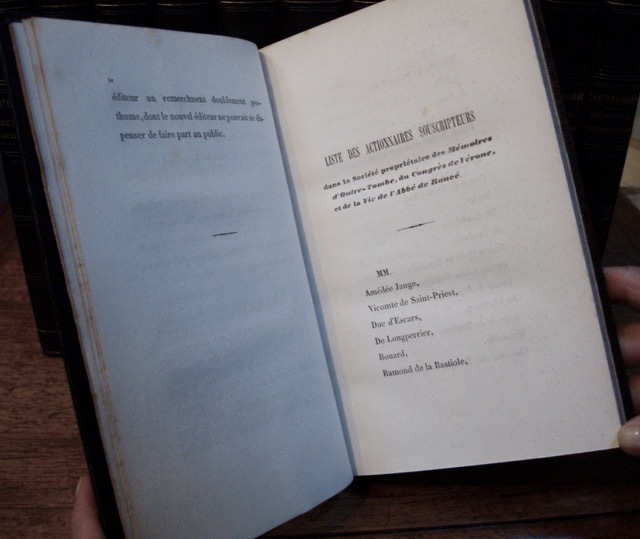 éditeur un remercîment doublement pos-
thume, dont le nouvel éditeur ne pouvait se dis-
penser de faire part au public.
LISTE DES ACTIONNAIRES SOUSCRIPTEURS
dans la Société propriétaire des Mémoires
d'Outre-Tombe, du Congrès de Vérone,
et de la Vie de l'Abbé de Rancé.
MM.
Amédée Jauge,
Vicomte de Saint-Priest,
Duc d'Escars,
De Longperrier,
Bouard,
Ramond de la Bastiole,